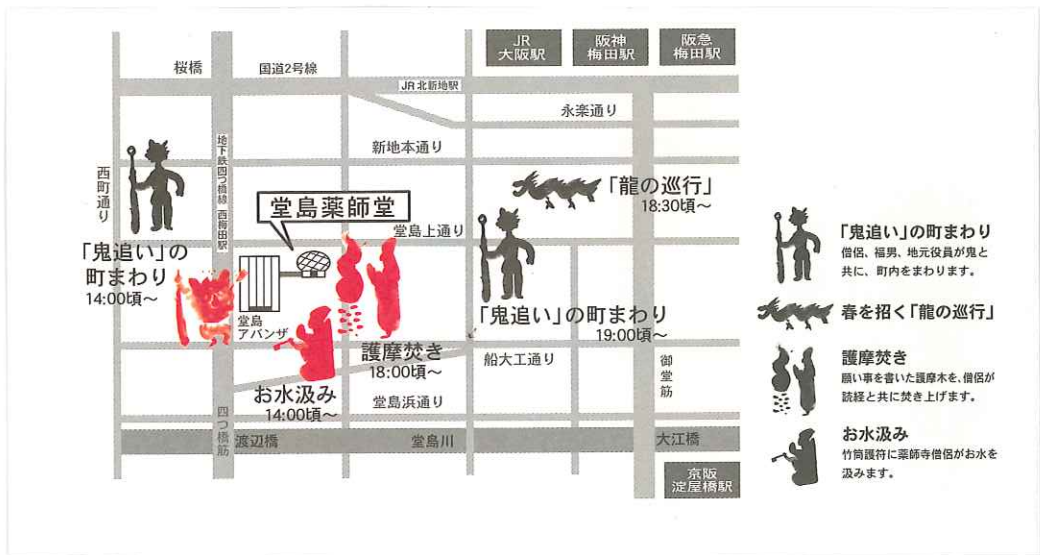 JR
大阪駅
阪神
梅田駅
阪急
梅田駅
桜橋
国道2号線
JR 北新地駅
永楽通り
新地本通り
地下鉄四つ橋線 西梅田駅
西町通り
「龍の巡行」
18:30頃～
堂島薬師堂
堂島上通り
「鬼追い」の
町まわり
14:00頃～
堂島
アバンザ
「鬼追い」の町まわり
19:00頃～
護摩焚き
18:00頃～
船大工通り
御堂筋
お水汲み
14:00頃～
堂島浜通り
四つ橋筋
渡辺橋
堂島川
大江橋
京阪
淀屋橋駅
「鬼追い」の町まわり
僧侶、福男、地元役員が鬼と
共に、町内をまわります。
春を招く「龍の巡行」
護摩焚き
願い事を書いた護摩木を、僧侶が
読経と共に焚き上げます。
お水汲み
竹筒護符に薬師寺僧侶がお水を
汲みます。